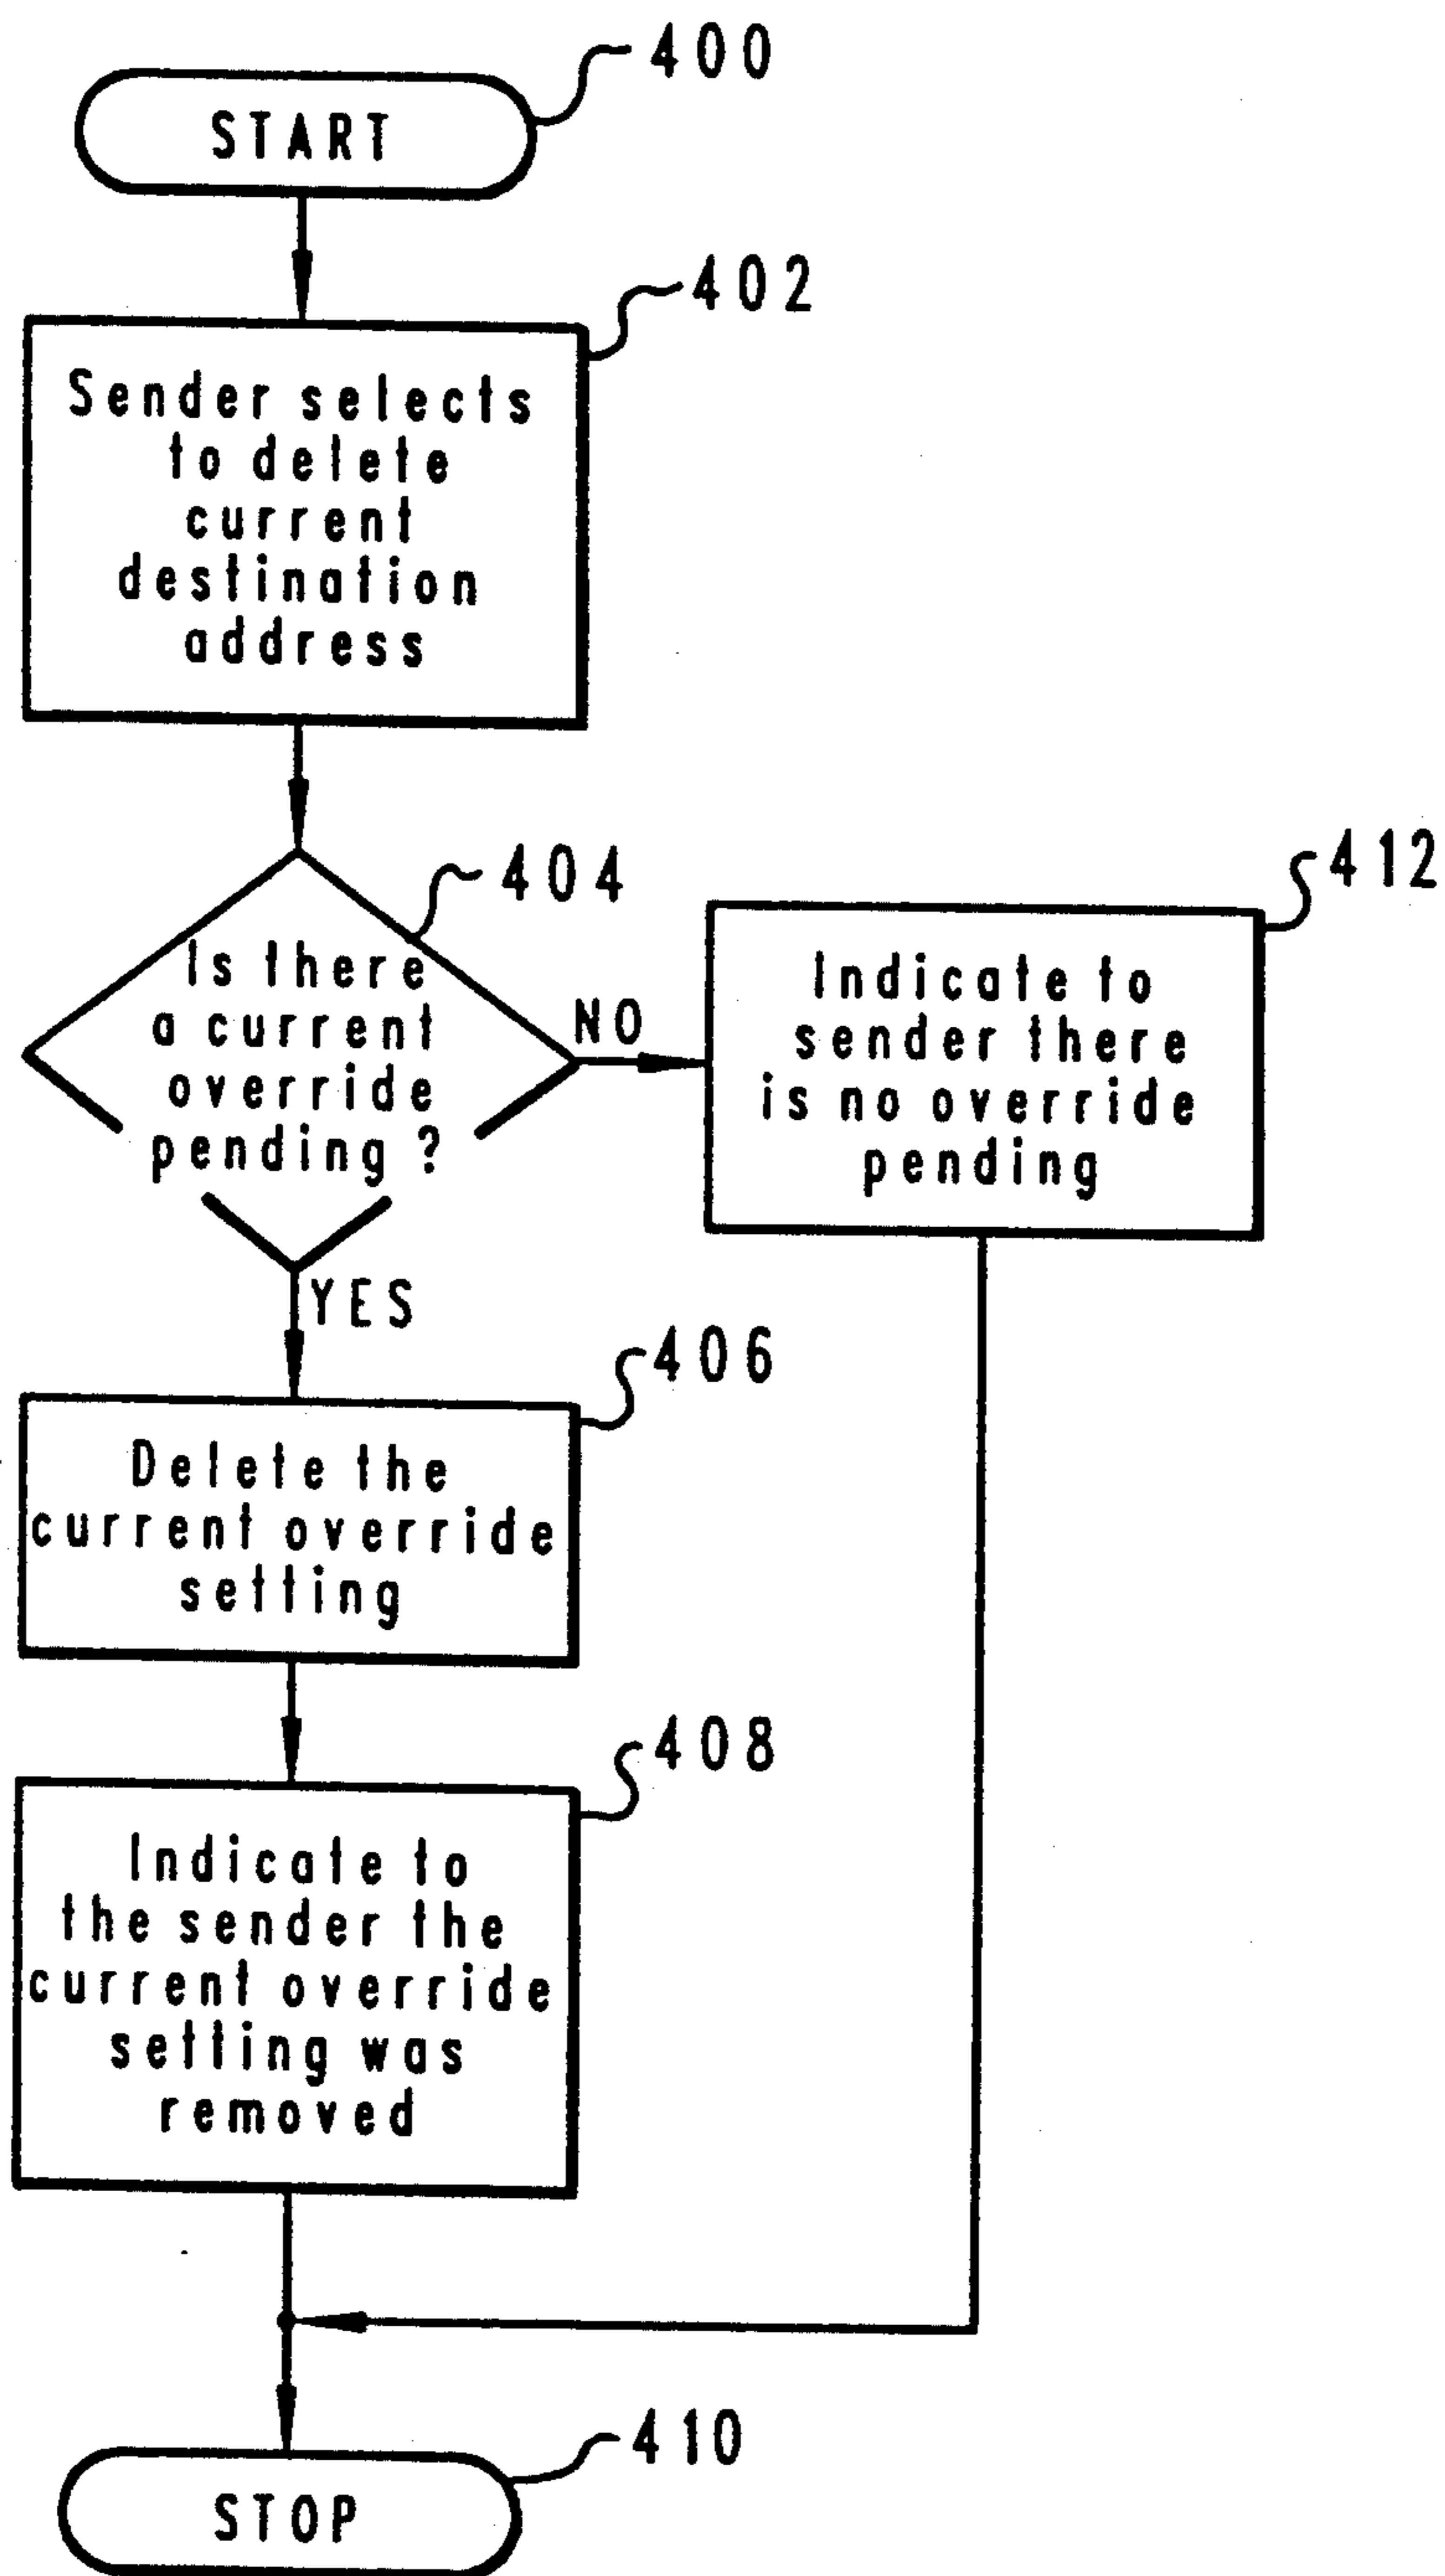 400
START
402
Sender selects
to delete
current
destination
address
404
Is there
a current
override
pending ?
NO
412
Indicate to
sender there
is no override
pending
YES
406
Delete the
current override
setting
408
Indicate to
the sender the
current override
setting was
removed
410
STOP